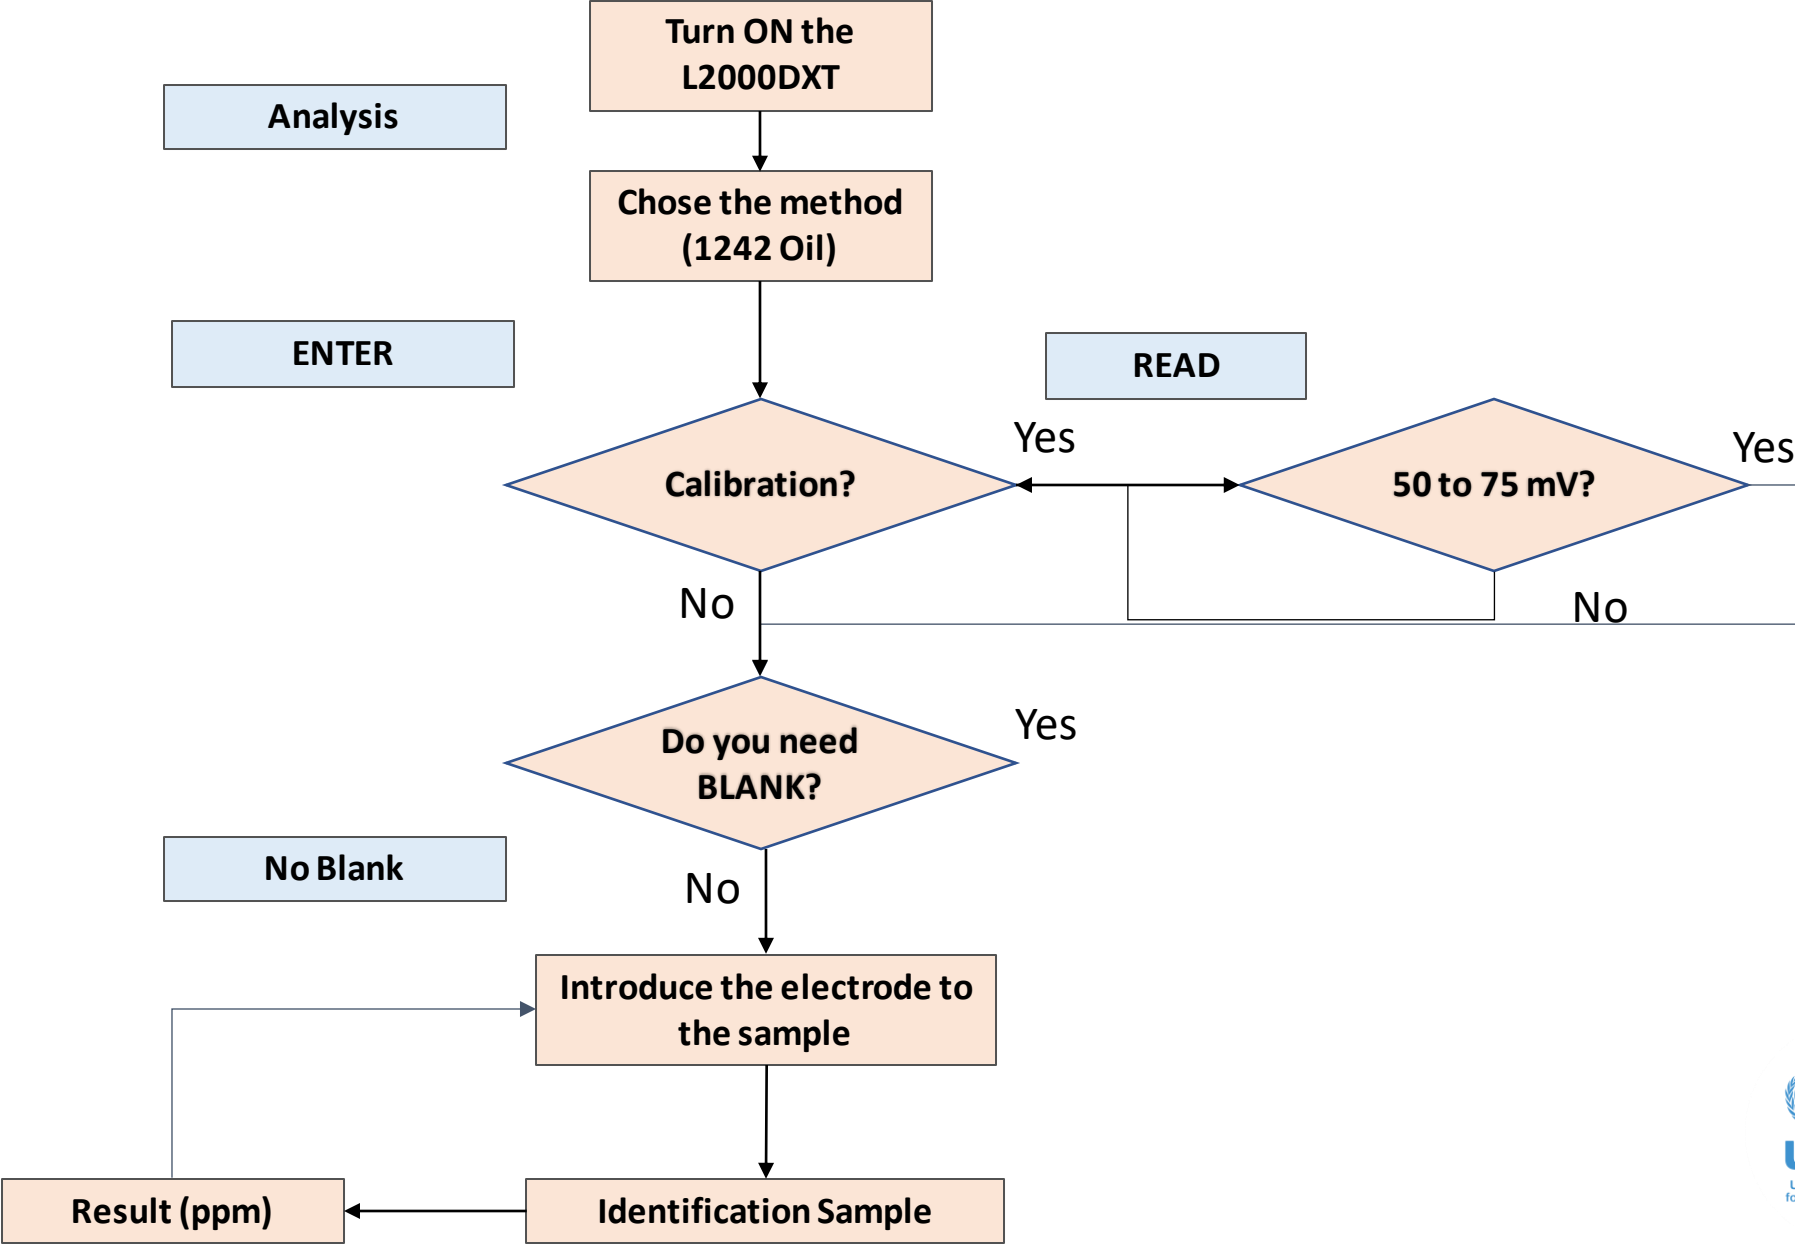 Turn ON the
L2000DXT
Analysis
Chose the method
(1242 Oil)
ENTER
READ
Yes
Calibration?
50 to 75 mV?
Yes
No
No
Do you need
BLANK?
Yes
No Blank
No
Introduce the electrode to
the sample
Result (ppm)
Identification Sample